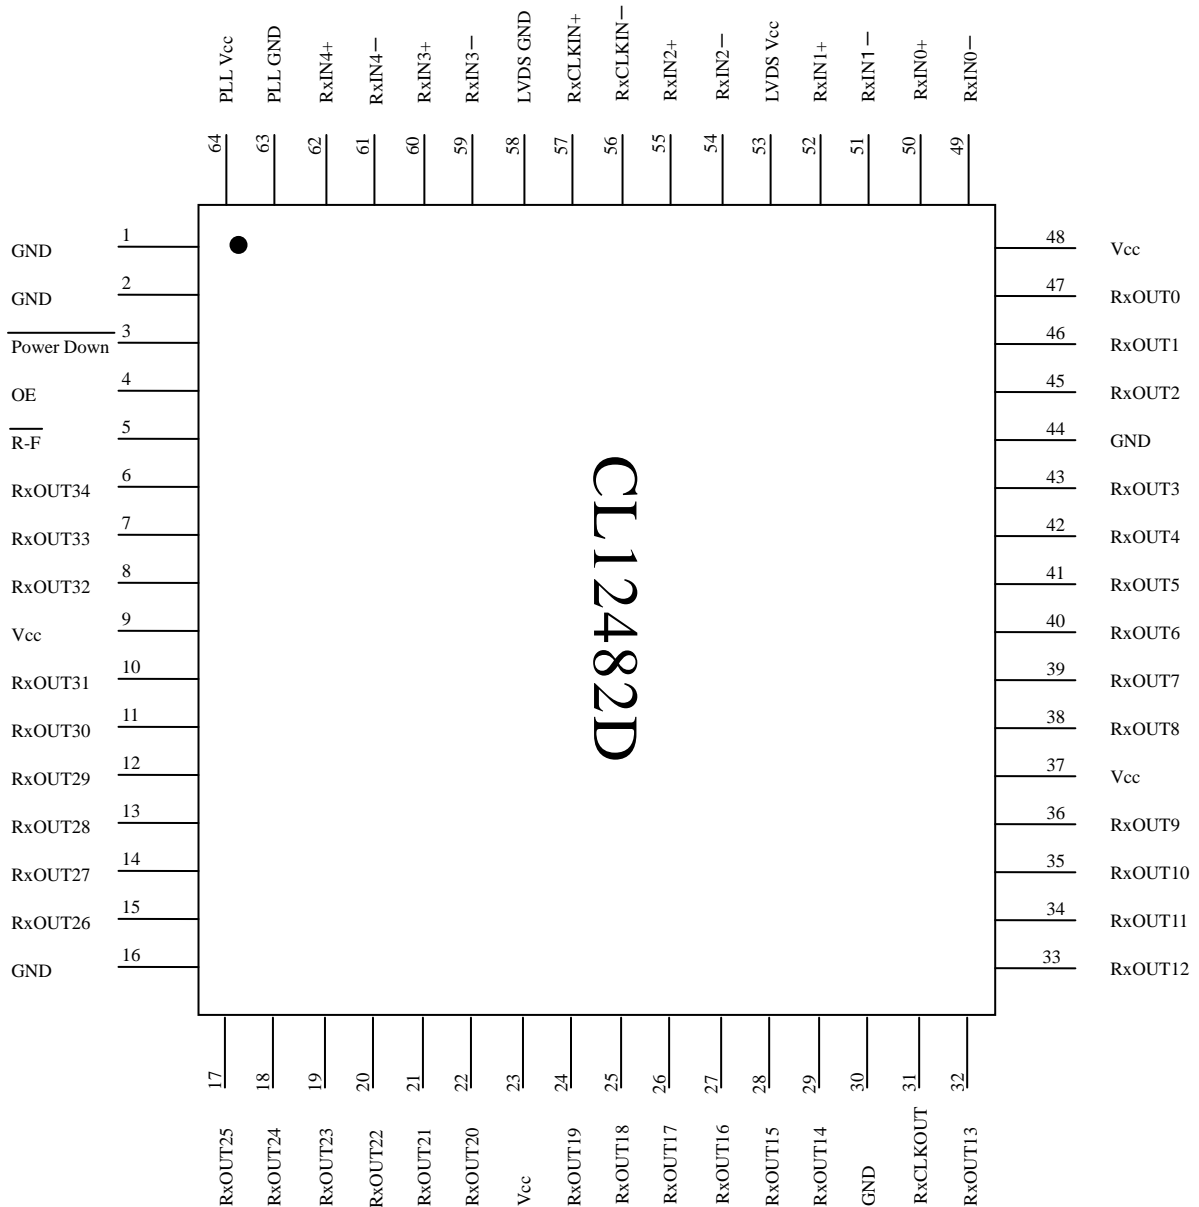 PLL Vcc
PLL GND
RxIN4+
RxIN4−
RxIN3+
RxIN3−
LVDS GND
RxCLKIN+
RxCLKIN−
RxIN2+
RxIN2−
LVDS Vcc
RxIN1+
RxIN1−
RxIN0+
RxIN0−
64
63
62
61
60
59
58
57
56
55
54
53
52
51
50
49
GND 1
GND 2
Power Down 3
OE 4
R-F 5
RxOUT34 6
RxOUT33 7
RxOUT32 8
Vcc 9
RxOUT31 10
RxOUT30 11
RxOUT29 12
RxOUT28 13
RxOUT27 14
RxOUT26 15
GND 16
CL12482D
48 Vcc
47 RxOUT0
46 RxOUT1
45 RxOUT2
44 GND
43 RxOUT3
42 RxOUT4
41 RxOUT5
40 RxOUT6
39 RxOUT7
38 RxOUT8
37 Vcc
36 RxOUT9
35 RxOUT10
34 RxOUT11
33 RxOUT12
17
18
19
20
21
22
23
24
25
26
27
28
29
30
31
32
RxOUT25
RxOUT24
RxOUT23
RxOUT22
RxOUT21
RxOUT20
Vcc
RxOUT19
RxOUT18
RxOUT17
RxOUT16
RxOUT15
RxOUT14
GND
RxCLKOUT
RxOUT13